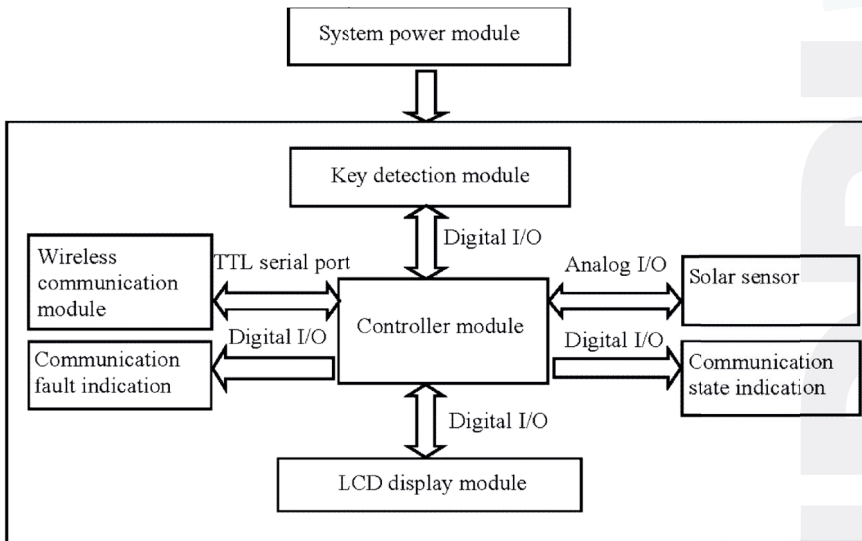 System power module
Key detection module
Digital I/O
Wireless
communication
module
TTL serial port
Analog I/O
Solar sensor
Controller module
Digital I/O
Digital I/O
Communication
fault indication
Communication
state indication
Digital I/O
LCD display module